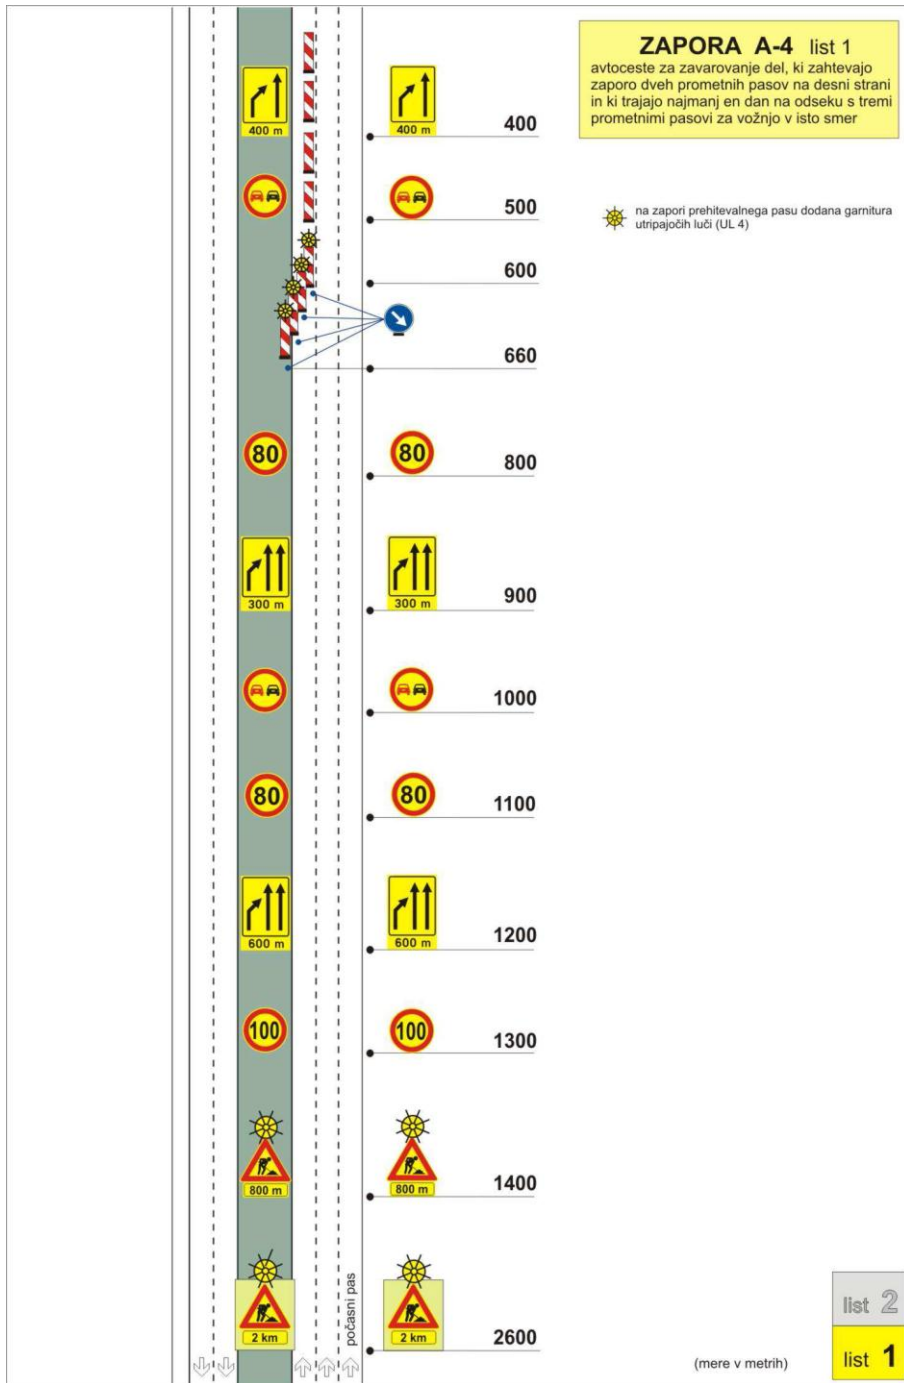 ZAPORA A-4 list 1
avtoceste za zavarovanje del, ki zahtevajo
zaporo dveh prometnih pasov na desni strani
in ki trajajo najmanj en dan na odseku s tremi
prometnimi pasovi za vožnjo v isto smer
na zapori prehitevalnega pasu dodana garnitura
utripajočih luči (UL 4)
400 m 400 m 400
500
600
660
80 80 800
300 m 300 m 900
1000
80 80 1100
600 m 600 m 1200
100 100 1300
800 m 800 m 1400
počasni pas
2 km 2 km 2600
(mere v metrih)
list 2
list 1